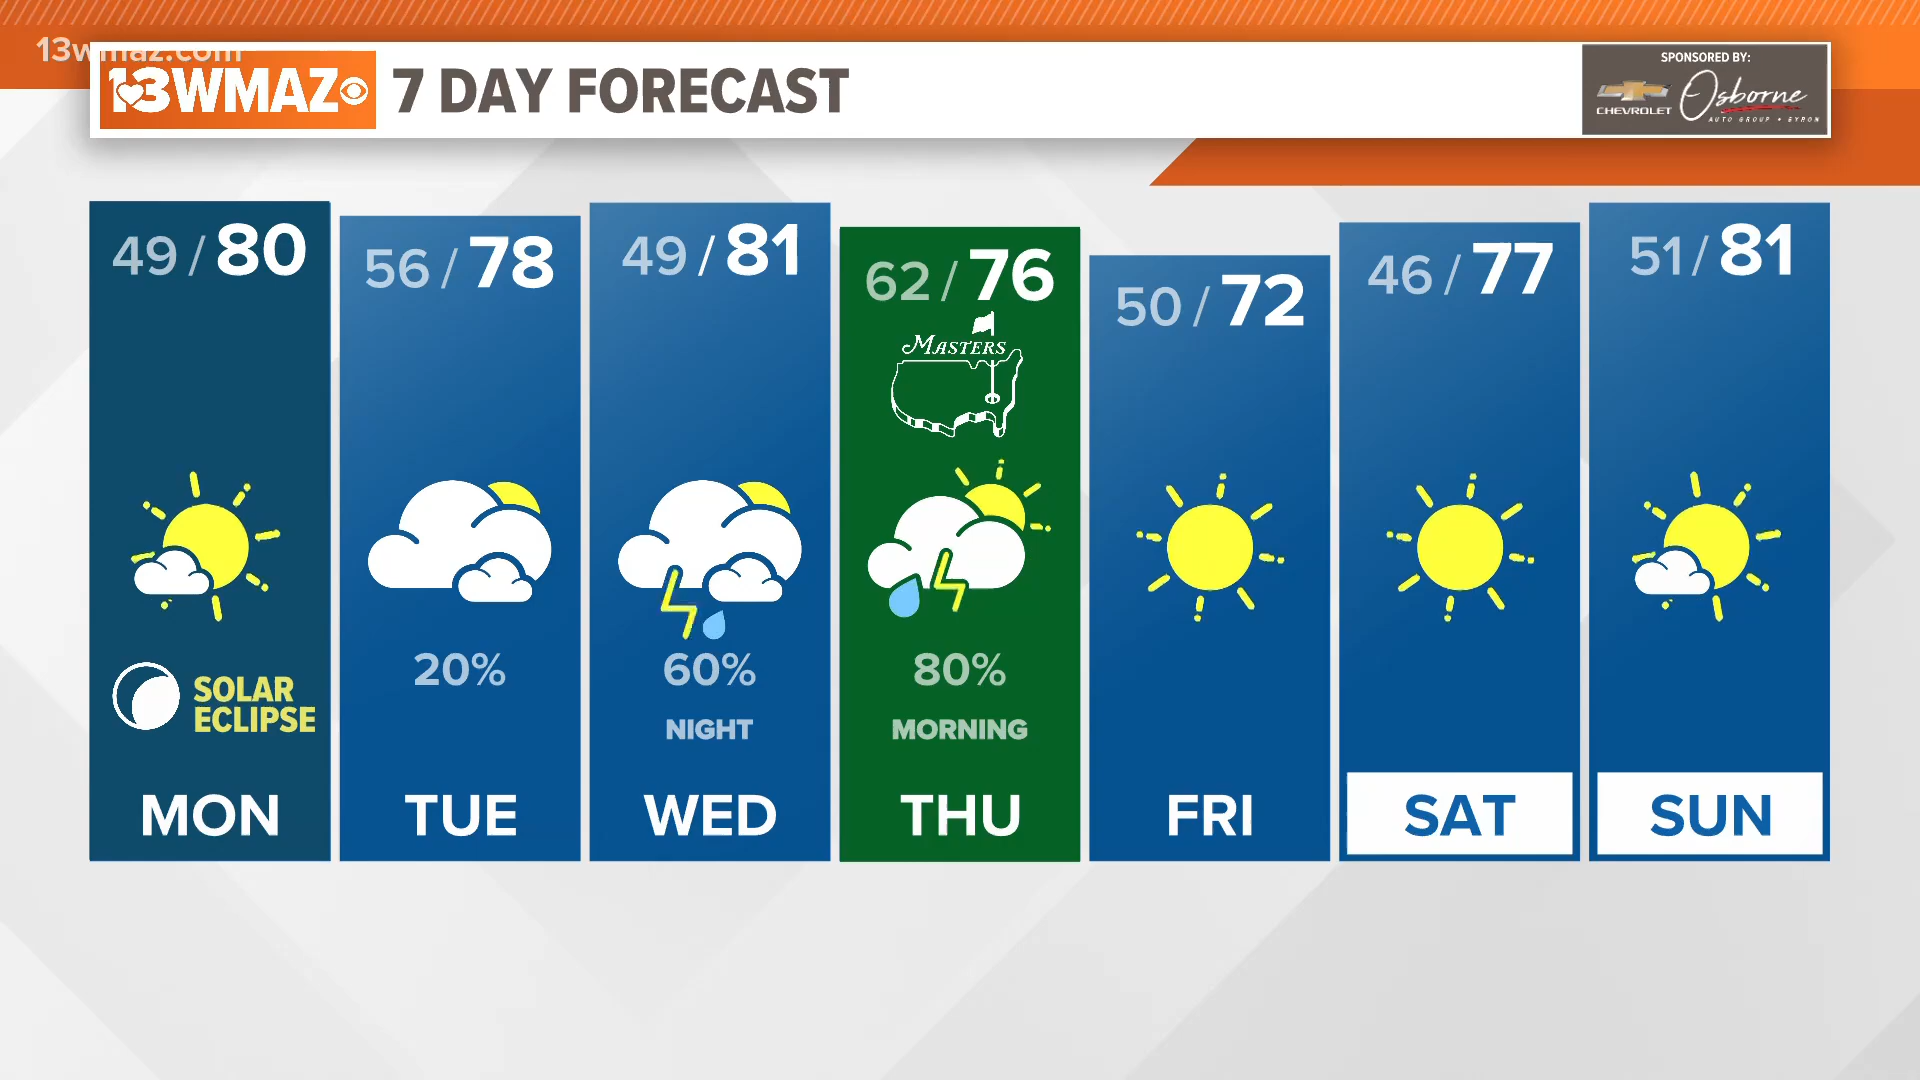 13wmaz.com
13WMAZ 7 DAY FORECAST
SPONSORED BY:
CHEVROLET
Osborne
AUTO GROUP • BYRON
49 / 80
56 / 78
49 / 81
62 / 76
50 / 72
46 / 77
51 / 81
MASTERS
SOLAR
ECLIPSE
20%
60%
NIGHT
80%
MORNING
MON
TUE
WED
THU
FRI
SAT
SUN